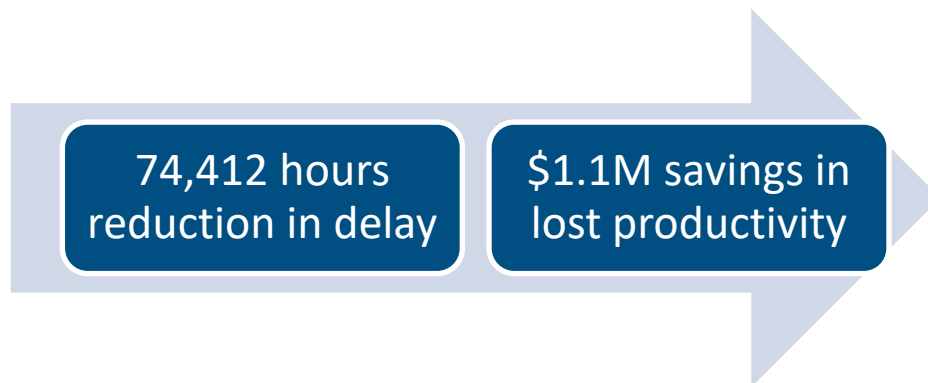 74,412 hours
reduction in delay
$1.1M savings in
lost productivity